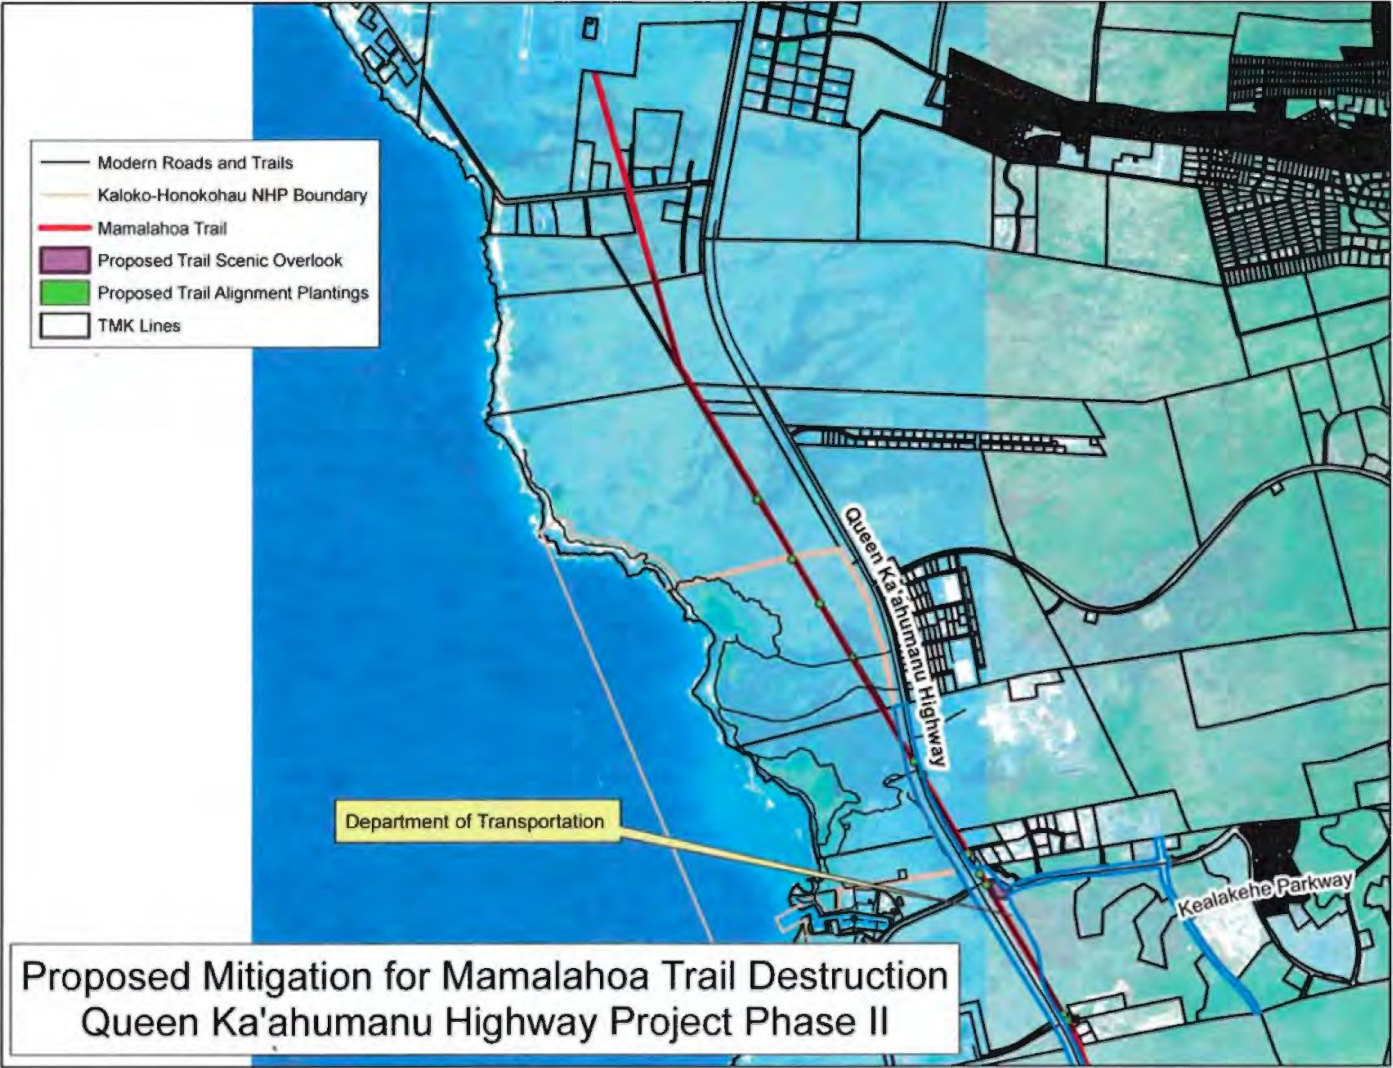 Modern Roads and Trails
Kaloko-Honokohau NHP Boundary
Mamalahoa Trail
Proposed Trail Scenic Overlook
Proposed Trail Alignment Plantings
TMK Lines
Queen Ka'ahumanu Highway
Department of Transportation
Kealakehe Parkway
Proposed Mitigation for Mamalahoa Trail Destruction
Queen Ka'ahumanu Highway Project Phase II